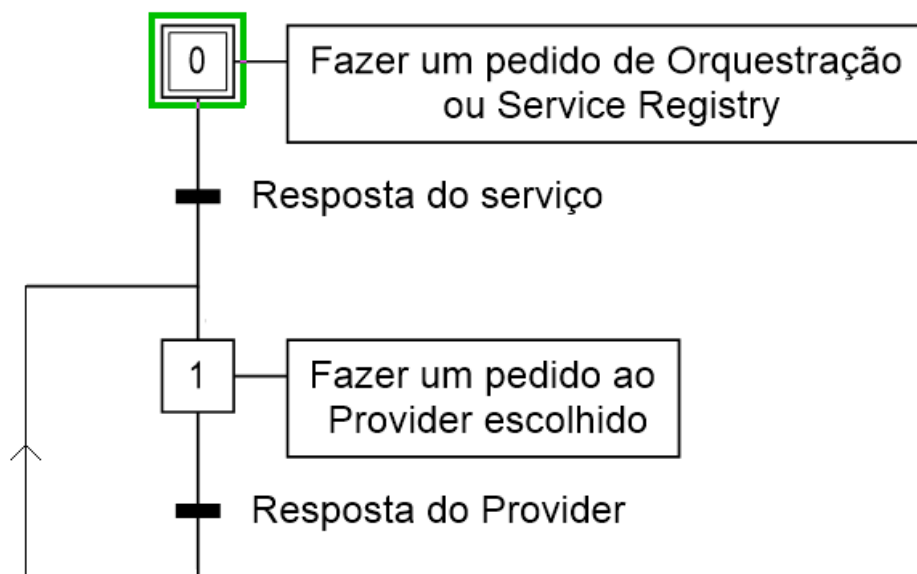 0
Fazer um pedido de Orquestração
ou Service Registry
Resposta do serviço
1
Fazer um pedido ao
Provider escolhido
Resposta do Provider